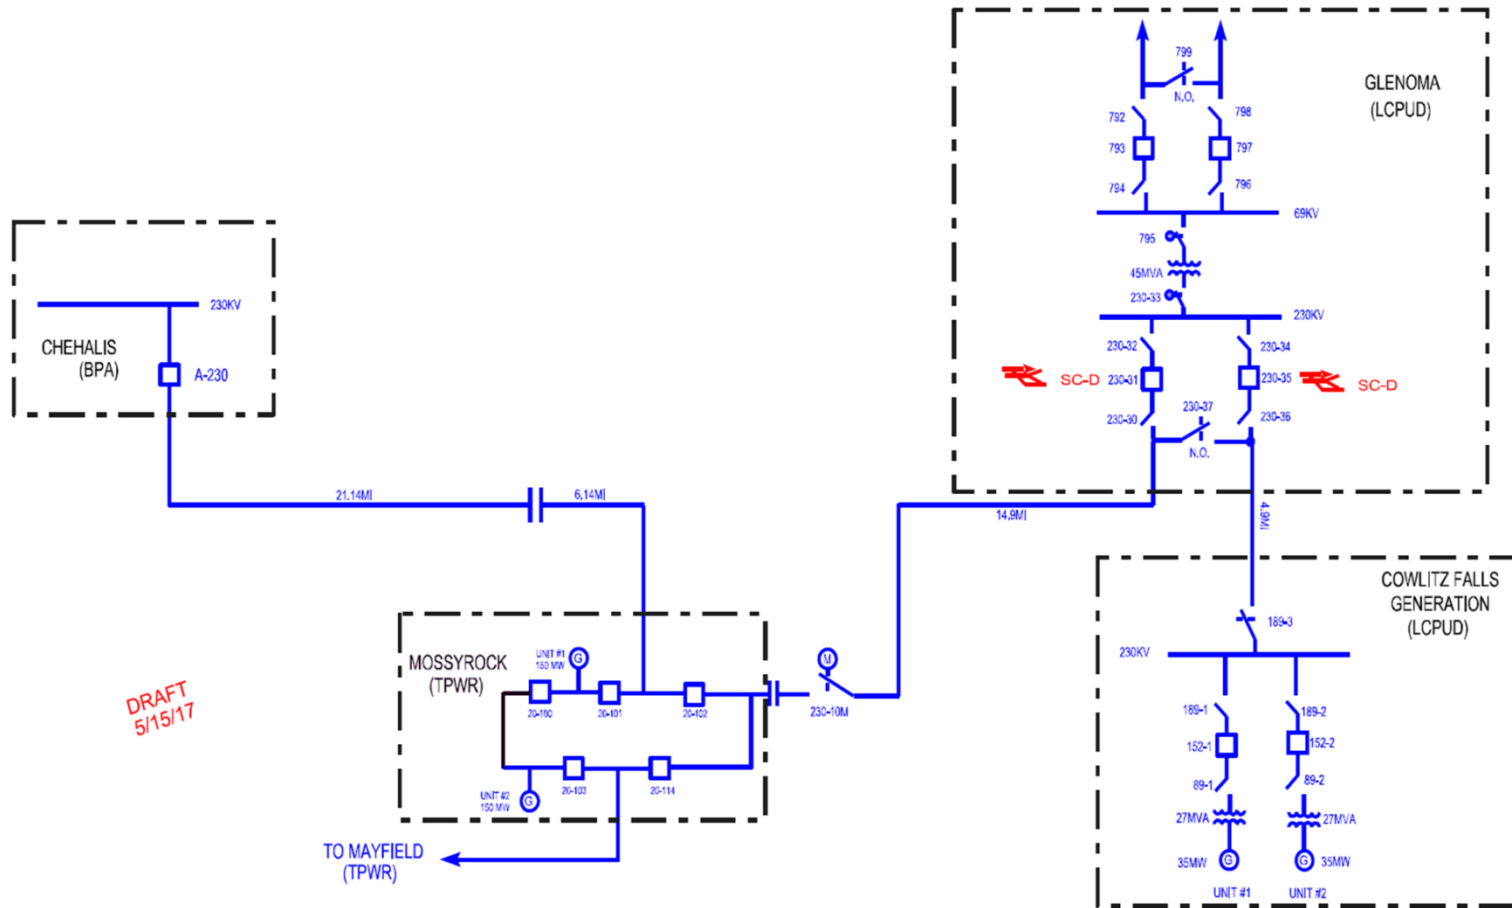 799
N.O.
GLENOMA
(LCPUD)
792
798
793
797
794
796
69KV
795
45MVA
230-33
230KV
230-32
230-34
SC-D
230-31
230-35
SC-D
230-30
230-37
230-36
N.O.
230KV
CHEHALIS
(BPA)
A-230
21.14MI
6.14MI
14.9MI
4.9MI
MOSSYROCK
(TPWR)
UNIT #1
150 MW
G
20-100
20-101
20-102
M
230-10M
UNIT #2
150 MW
G
20-103
20-114
TO MAYFIELD
(TPWR)
DRAFT
5/15/17
COWLITZ FALLS
GENERATION
(LCPUD)
189-3
230KV
189-1
189-2
152-1
152-2
89-1
89-2
27MVA
27MVA
35MW
G
G
35MW
UNIT #1
UNIT #2